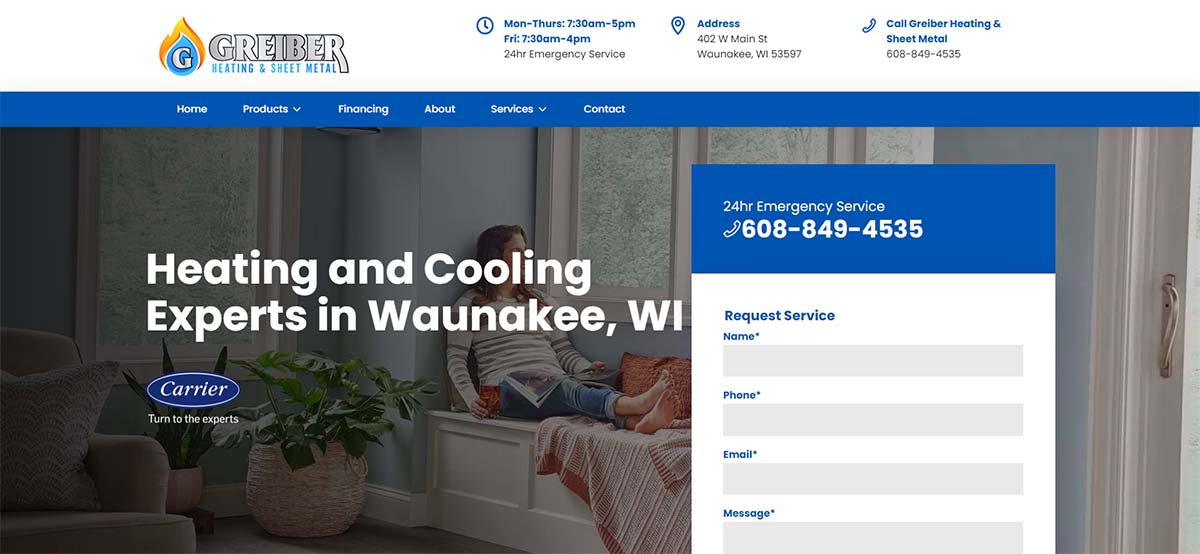 G GREIBER
HEATING & SHEET METAL
Mon-Thurs: 7:30am-5pm
Fri: 7:30am-4pm
24hr Emergency Service
Address
402 W Main St
Waunakee, WI 53597
Call Greiber Heating &
Sheet Metal
608-849-4535
Home
Products
Financing
About
Services
Contact
Heating and Cooling
Experts in Waunakee, WI
Carrier
Turn to the experts
24hr Emergency Service
608-849-4535
Request Service
Name*
Phone*
Email*
Message*